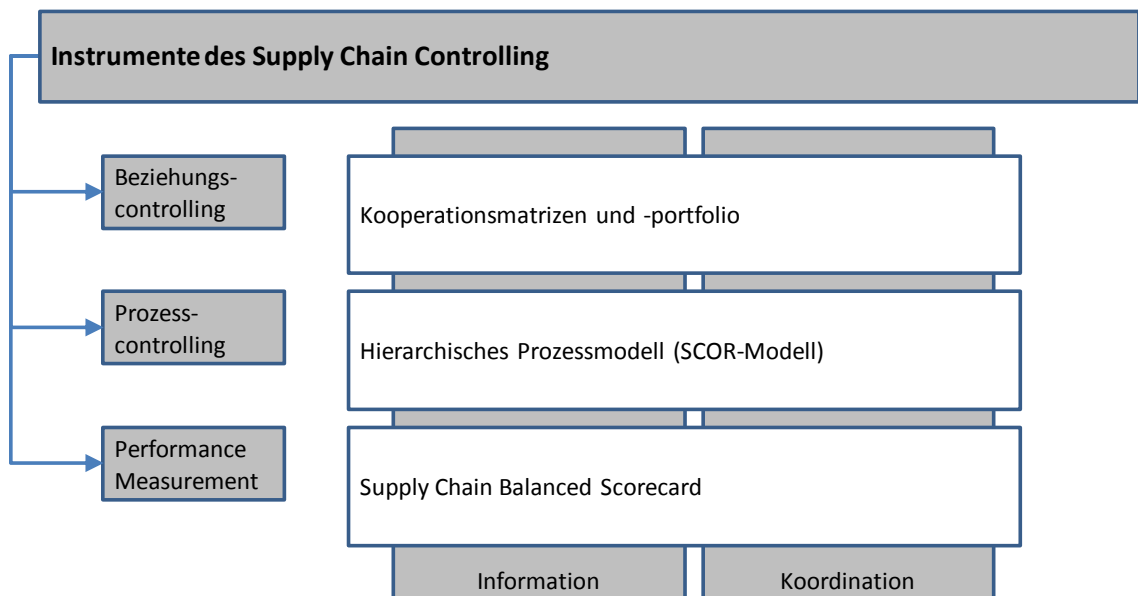 Instrumente des Supply Chain Controlling
Beziehungs-
controlling
Kooperationsmatrizen und -portfolio
Prozess-
controlling
Hierarchisches Prozessmodell (SCOR-Modell)
Performance
Measurement
Supply Chain Balanced Scorecard
Information
Koordination